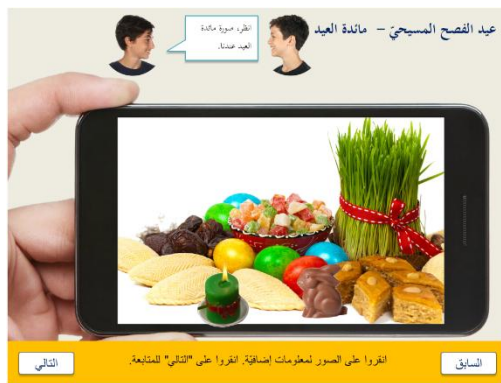 عيد الفصح المسيحيّ – مائدة العيد
انظر، صورة مائدة
العيد عندنا.
انقروا على الصور لمعلومات إضافيّة. انقروا على "التالي" للمتابعة.
السابق
التالي